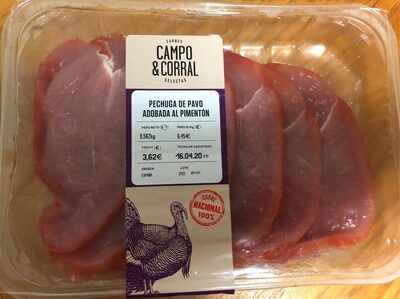 CARNES
CAMPO
& CORRAL
SELECTAS
PECHUGA DE PAVO
ADOBADA AL PIMENTÓN
PESO NETO PRECIO Kg
0,562kg 6,45€
PRECIO FECHA DE CADUCIDAD
3,62€ 16.04.20
ORIGEN LOTE
ESPAÑA
CARNE
NACIONAL
100%